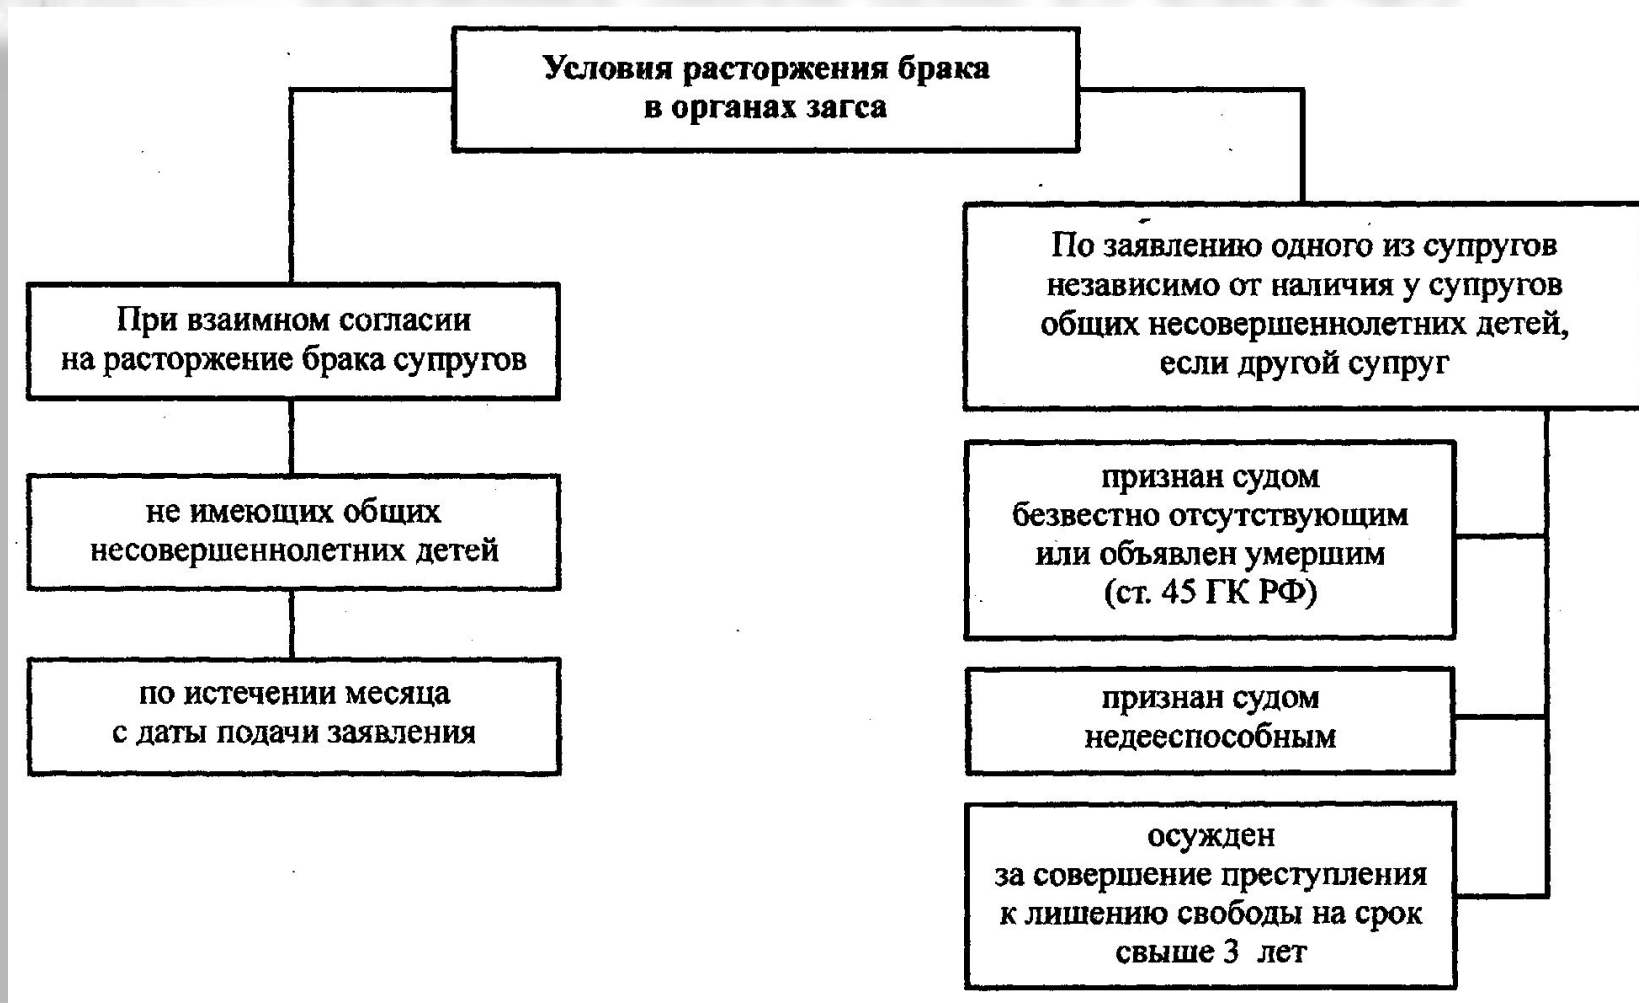 Условия расторжения брака
в органах загса
При взаимном согласии
на расторжение брака супругов
не имеющих общих
несовершеннолетних детей
по истечении месяца
с даты подачи заявления
По заявлению одного из супругов
независимо от наличия у супругов
общих несовершеннолетних детей,
если другой супруг
признан судом
безвестно отсутствующим
или объявлен умершим
(ст. 45 ГК РФ)
признан судом
недееспособным
осужден
за совершение преступления
к лишению свободы на срок
свыше 3 лет